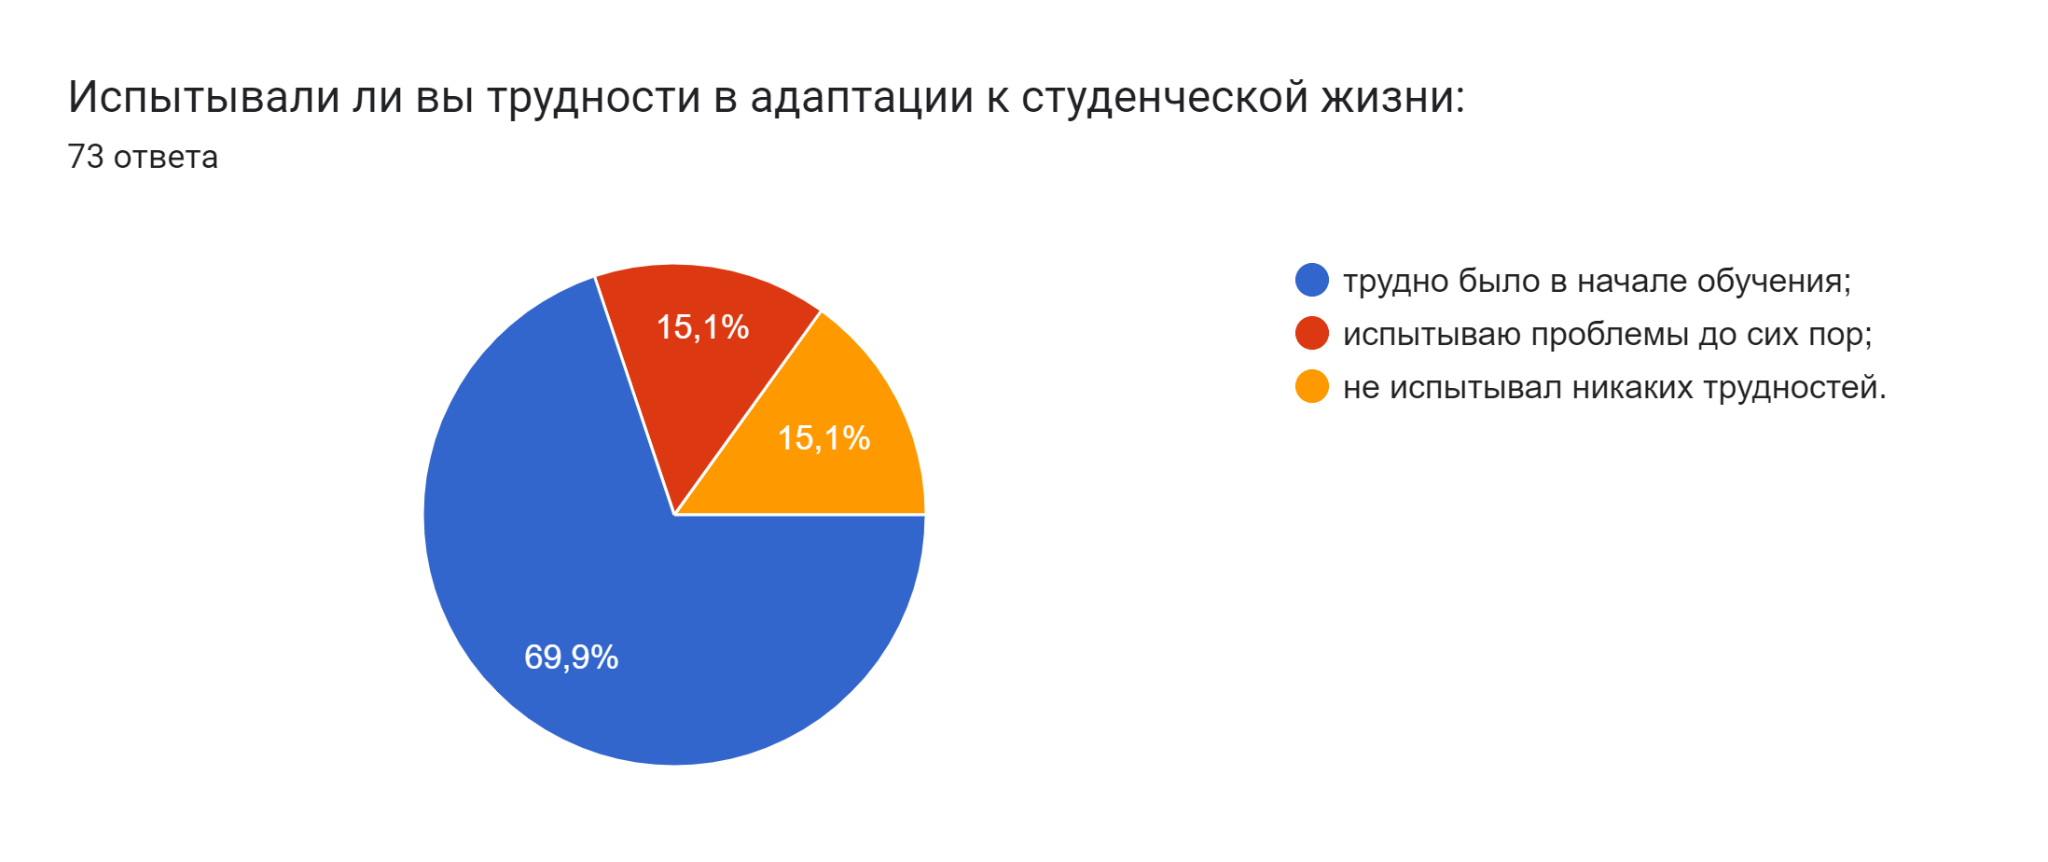 Испытывали ли вы трудности в адаптации к студенческой жизни:
73 ответа
трудно было в начале обучения;
испытываю проблемы до сих пор;
не испытывал никаких трудностей.
15,1%
15,1%
69,9%